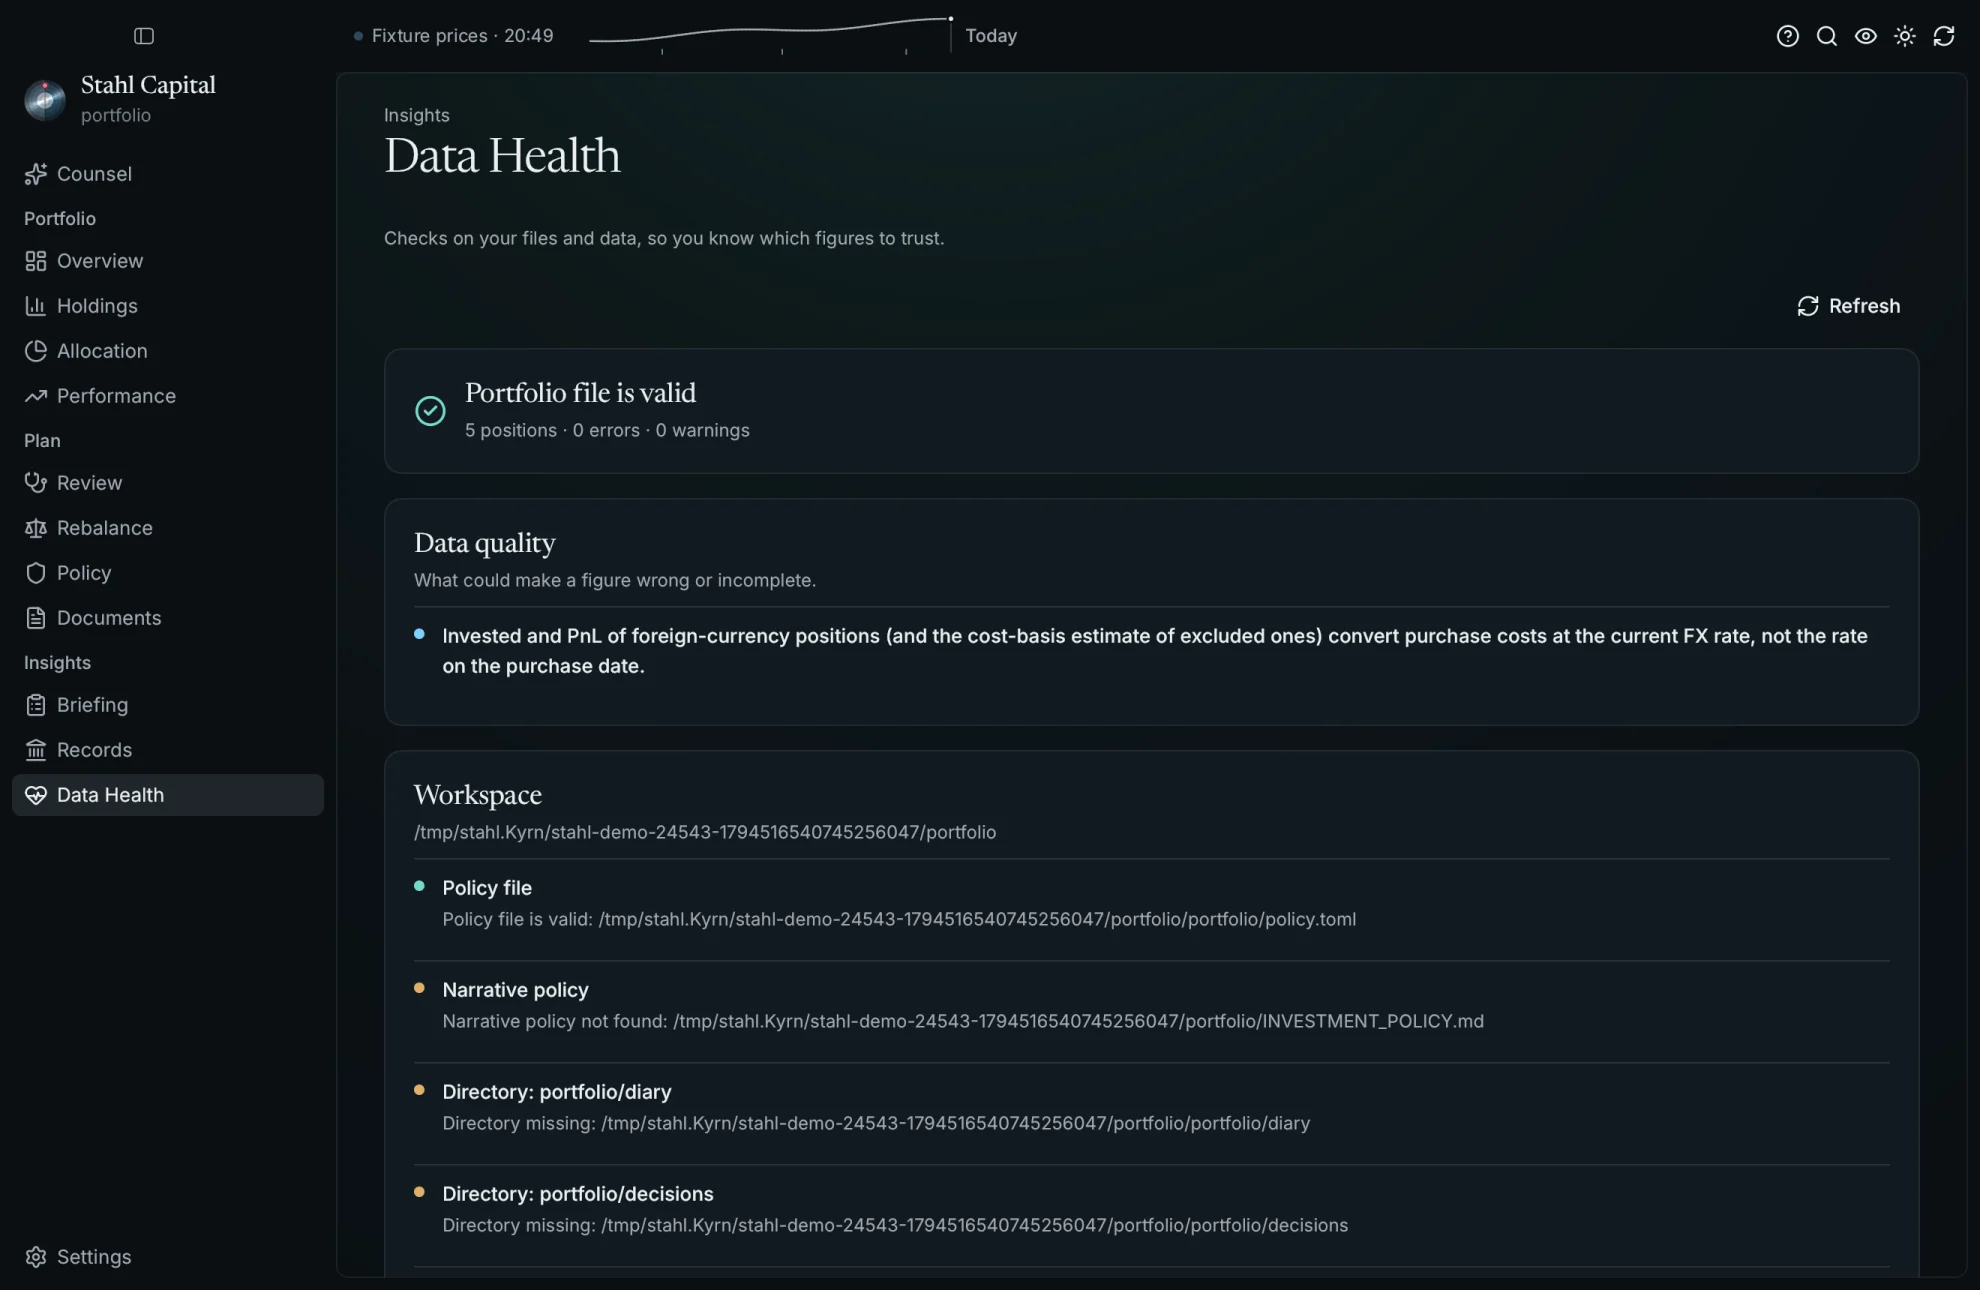 Fixture prices · 20:49
Today
Stahl Capital
portfolio
Counsel
Portfolio
Overview
Holdings
Allocation
Performance
Plan
Review
Rebalance
Policy
Documents
Insights
Briefing
Records
Data Health
Settings
Insights
Data Health
Checks on your files and data, so you know which figures to trust.
Refresh
Portfolio file is valid
5 positions · 0 errors · 0 warnings
Data quality
What could make a figure wrong or incomplete.
Invested and PnL of foreign-currency positions (and the cost-basis estimate of excluded ones) convert purchase costs at the current FX rate, not the rate
on the purchase date.
Workspace
/tmp/stahl.Kyrn/stahl-demo-24543-1794516540745256047/portfolio
Policy file
Policy file is valid: /tmp/stahl.Kyrn/stahl-demo-24543-1794516540745256047/portfolio/portfolio/policy.toml
Narrative policy
Narrative policy not found: /tmp/stahl.Kyrn/stahl-demo-24543-1794516540745256047/portfolio/INVESTMENT_POLICY.md
Directory: portfolio/diary
Directory missing: /tmp/stahl.Kyrn/stahl-demo-24543-1794516540745256047/portfolio/portfolio/diary
Directory: portfolio/decisions
Directory missing: /tmp/stahl.Kyrn/stahl-demo-24543-1794516540745256047/portfolio/portfolio/decisions